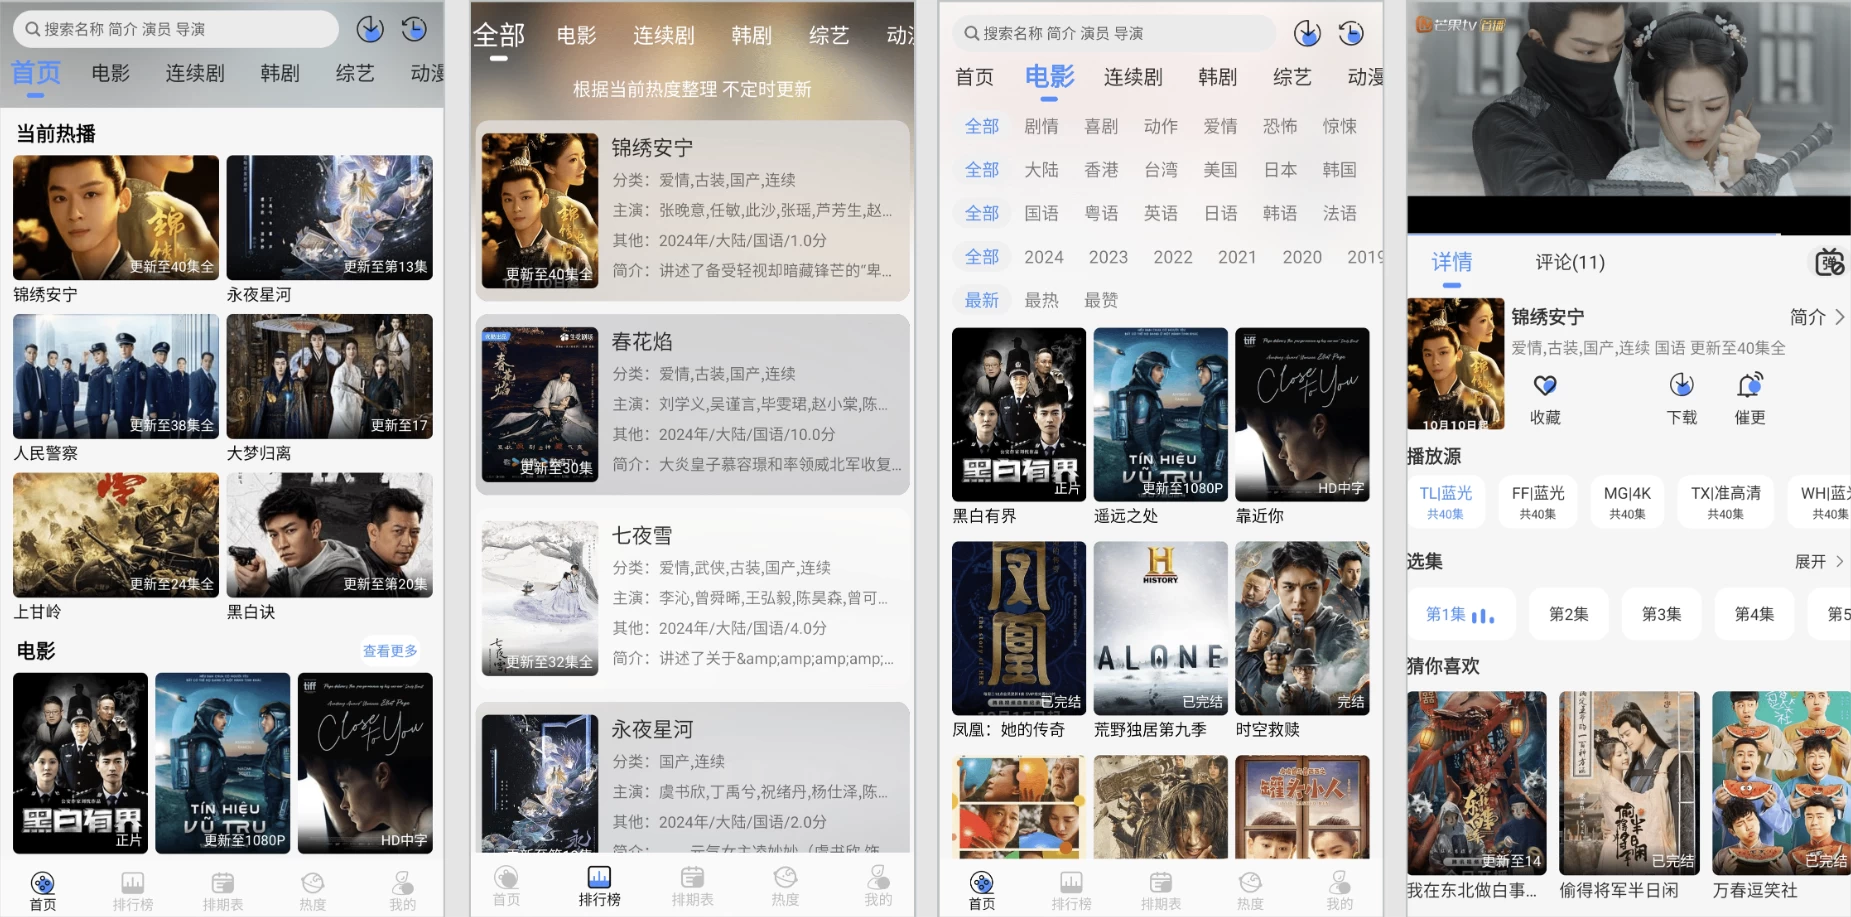 搜索名称 简介 演员 导演
首页 电影 连续剧 韩剧 综艺 动漫
当前热播
更新至40集全
更新至第13集
锦绣安宁
永夜星河
更新至38集全
更新至17
人民警察
大梦归离
更新至24集全
更新至第20集
上甘岭
黑白诀
电影
查看更多
黑白有界
正片
TÍN HIỆU
VŨ TRỤ
更新至1080P
tiff
Close To You
HD中字
首页 排行榜 排期表 热度 我的
全部 电影 连续剧 韩剧 综艺 动漫
根据当前热度整理 不定时更新
更新至40集全
锦绣安宁
分类：爱情,古装,国产,连续
主演：张晚意,任敏,此沙,张瑶,芦芳生,赵...
其他：2024年/大陆/国语/1.0分
简介：讲述了备受轻视却暗藏锋芒的“卑...
春花焰
更新至30集
春花焰
分类：爱情,古装,国产,连续
主演：刘学义,吴谨言,毕雯珺,赵小棠,陈...
其他：2024年/大陆/国语/10.0分
简介：大炎皇子慕容璟和率领威北军收复...
七夜雪
更新至32集全
七夜雪
分类：爱情,武侠,古装,国产,连续
主演：李沁,曾舜晞,王弘毅,陈昊森,曾可...
其他：2024年/大陆/国语/4.0分
简介：讲述了关于&amp;amp;amp;amp;...
永夜星河
分类：国产,连续
主演：虞书欣,丁禹兮,祝绪丹,杨仕泽,陈...
其他：2024年/大陆/国语/2.0分
首页 排行榜 排期表 热度 我的
搜索名称 简介 演员 导演
首页 电影 连续剧 韩剧 综艺 动漫
全部 剧情 喜剧 动作 爱情 恐怖 惊悚
全部 大陆 香港 台湾 美国 日本 韩国
全部 国语 粤语 英语 日语 韩语 法语
全部 2024 2023 2022 2021 2020 2019
最新 最热 最赞
黑白有界
正片
TÍN HIỆU
VŨ TRỤ
更新至1080P
tiff
Close To You
HD中字
黑白有界
遥远之处
靠近你
凤凰
已完结
H
HISTORY
ALONE
已完结
完结
凤凰：她的传奇
荒野独居第九季
时空救赎
罐头小人
首页 排行榜 排期表 热度 我的
芒果tv 首播
详情
评论(11)
弹
10月10日起
锦绣安宁
简介
爱情,古装,国产,连续 国语 更新至40集全
收藏
下载
催更
播放源
TL|蓝光 FF|蓝光 MG|4K TX|准高清 WH|蓝光
共40集 共40集 共40集 共40集 共40集
选集
展开
第1集 第2集 第3集 第4集 第5
猜你喜欢
更新至14
已完结
已完结
我在东北做白事...
偷得将军半日闲
万春逗笑社